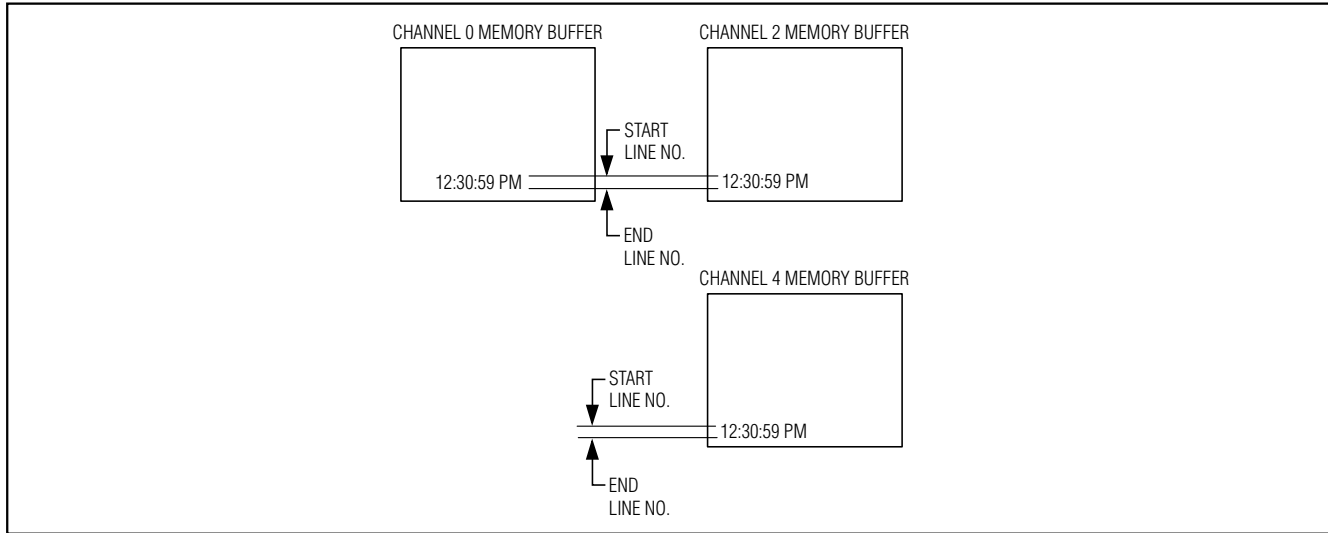 CHANNEL 0 MEMORY BUFFER
CHANNEL 2 MEMORY BUFFER
START
LINE NO.
12:30:59 PM
12:30:59 PM
END
LINE NO.
CHANNEL 4 MEMORY BUFFER
START
LINE NO.
12:30:59 PM
END
LINE NO.